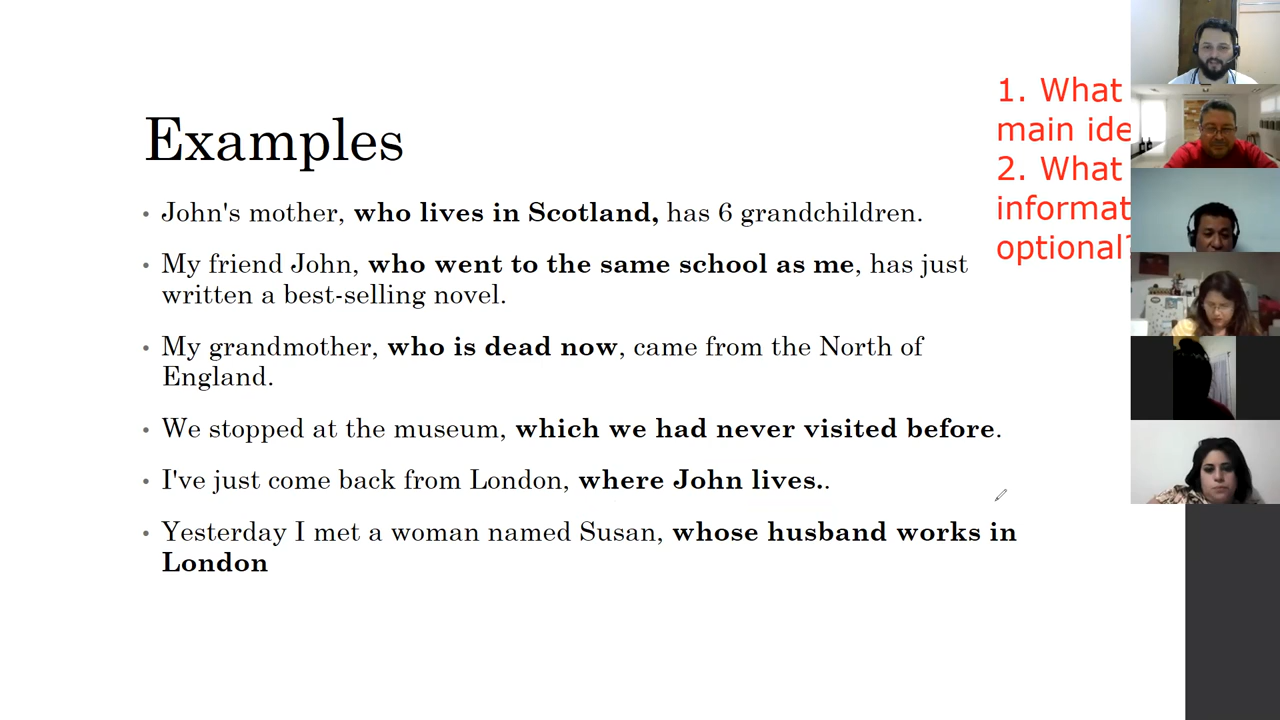 Examples
• John's mother, who lives in Scotland, has 6 grandchildren.
• My friend John, who went to the same school as me, has just
written a best-selling novel.
• My grandmother, who is dead now, came from the North of
England.
• We stopped at the museum, which we had never visited before.
• I've just come back from London, where John lives..
• Yesterday I met a woman named Susan, whose husband works in
London
1. What
main
2. What
optional?